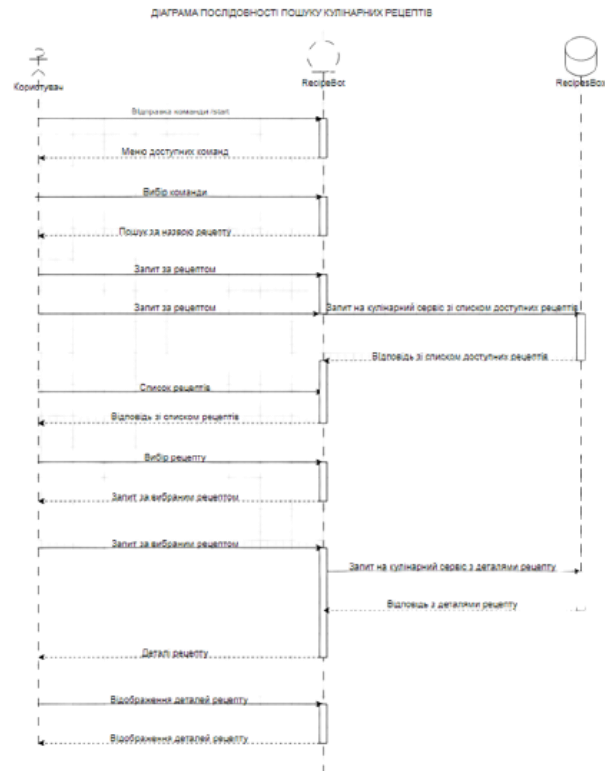 ДІАГРАМА ПОСЛІДОВНОСТІ ПОШУКУ КУЛІНАРНИХ РЕЦЕПТІВ
Користувач
RecipeBot
RecipesBox
Відправка команди /start
Меню доступних команд
Вибір команди
Пошук за назвою рецепту
Запит за рецептом
Запит за рецептом
Запит на кулінарний сервіс зі списком доступних рецептів
Відповідь зі списком доступних рецептів
Список рецептів
Відповідь зі списком рецептів
Вибір рецепту
Запит за вибраним рецептом
Запит за вибраним рецептом
Запит на кулінарний сервіс з деталями рецепту
Відповідь з деталями рецепту
Деталі рецепту
Відображення деталей рецепту
Відображення деталей рецепту